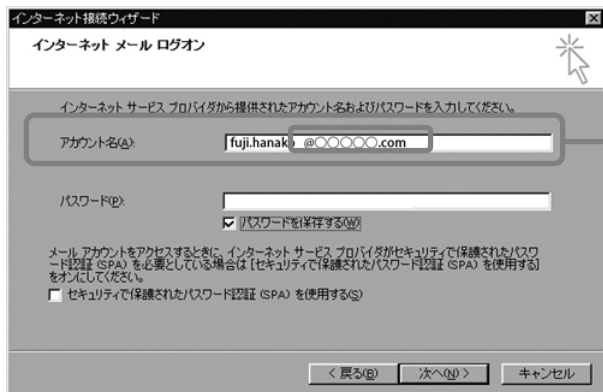 インターネット接続ウィザード
インターネット メール ログオン
インターネット サービス プロバイダから提供されたアカウント名およびパスワードを入力してください。
アカウント名(A): fuji.hanako @○○○○○.com
パスワード(P):
パスワードを保存する(W)
メール アカウントをアクセスするときに、インターネット サービス プロバイダがセキュリティで保護されたパスワ
ード認証 (SPA) を必要としている場合は [セキュリティで保護されたパスワード認証 (SPA) を使用する]
をオンにしてください。
セキュリティで保護されたパスワード認証 (SPA) を使用する(S)
< 戻る(B) 次へ(N) > キャンセル